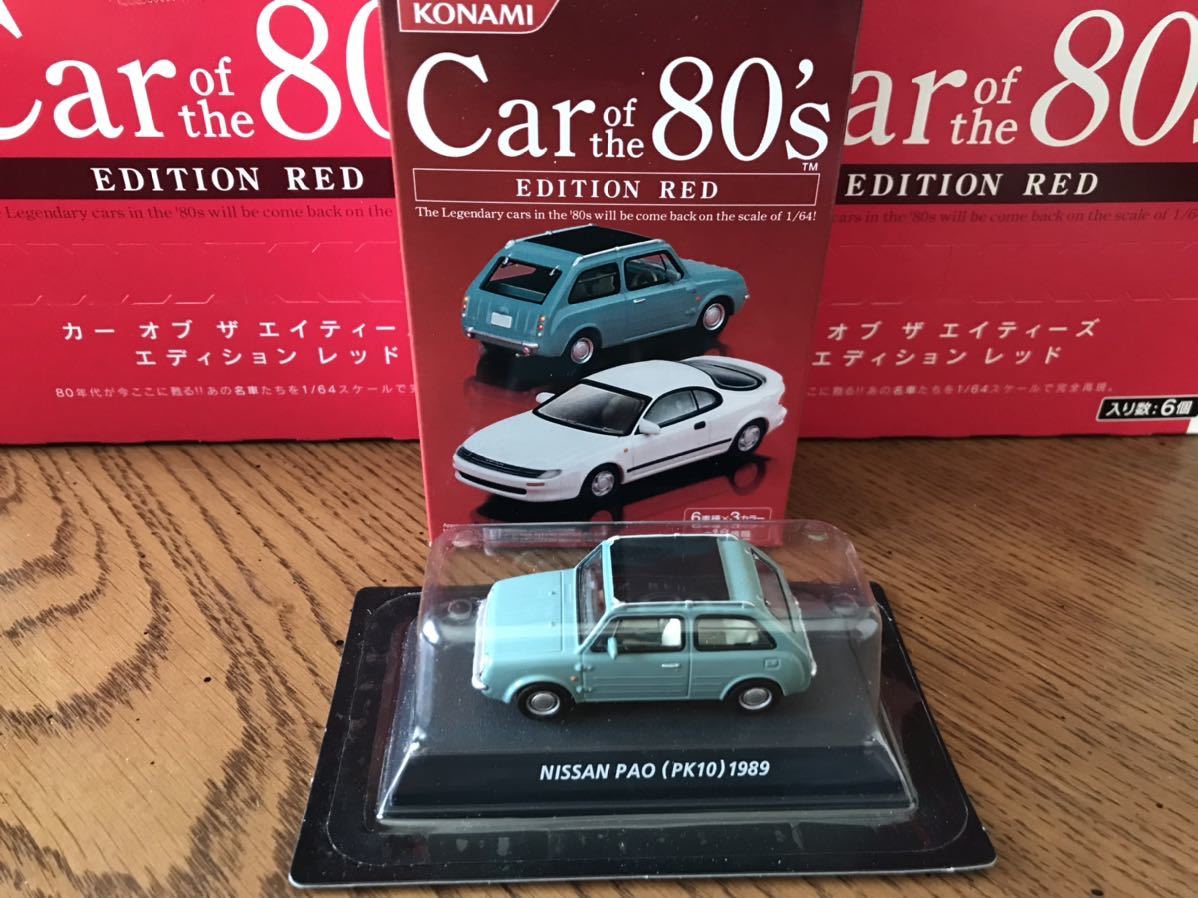 Car of the 80
EDITION RED
Legendary cars in the '80s will be come back on the
カー オブ ザ エイティー
エディション レッド
80年代が今ここに甦る!!あの名車たちを1/64スケールで
KONAMI
Car of the 80's™
EDITION RED
The Legendary cars in the '80s will be come back on the scale of 1/64!
6車種×3カラー
ar of the 80
EDITION RED
cars in the '80s will be come back on the scale of 1/6
オブ ザ エイティーズ
エディション レッド
80年代が今ここに甦る!!あの名車たちを1/64スケールで完全再現。
入り数:6個
NISSAN PAO (PK10) 1989